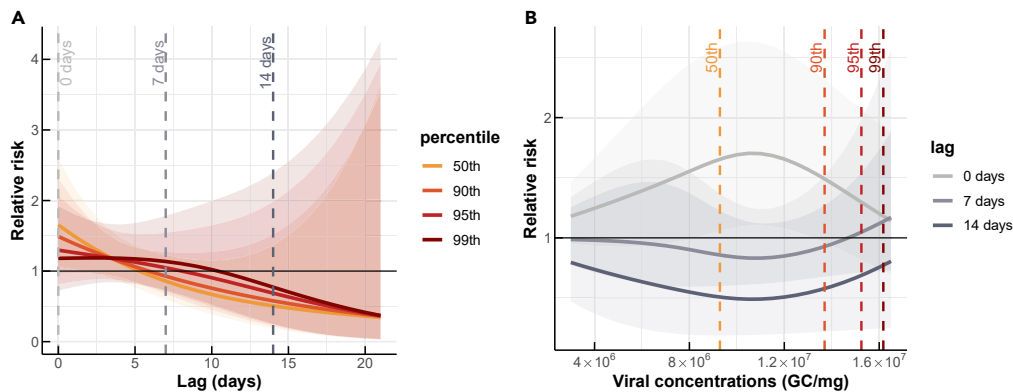 A
Relative risk
4
3
2
1
0
0 days
7 days
14 days
0
5
10
15
20
Lag (days)
percentile
50th
90th
95th
99th
B
Relative risk
2
1
50th
90th
95th
99th
4 × 10⁶
8 × 10⁶
1.2 × 10⁷
1.6 × 10⁷
Viral concentrations (GC/mg)
lag
0 days
7 days
14 days